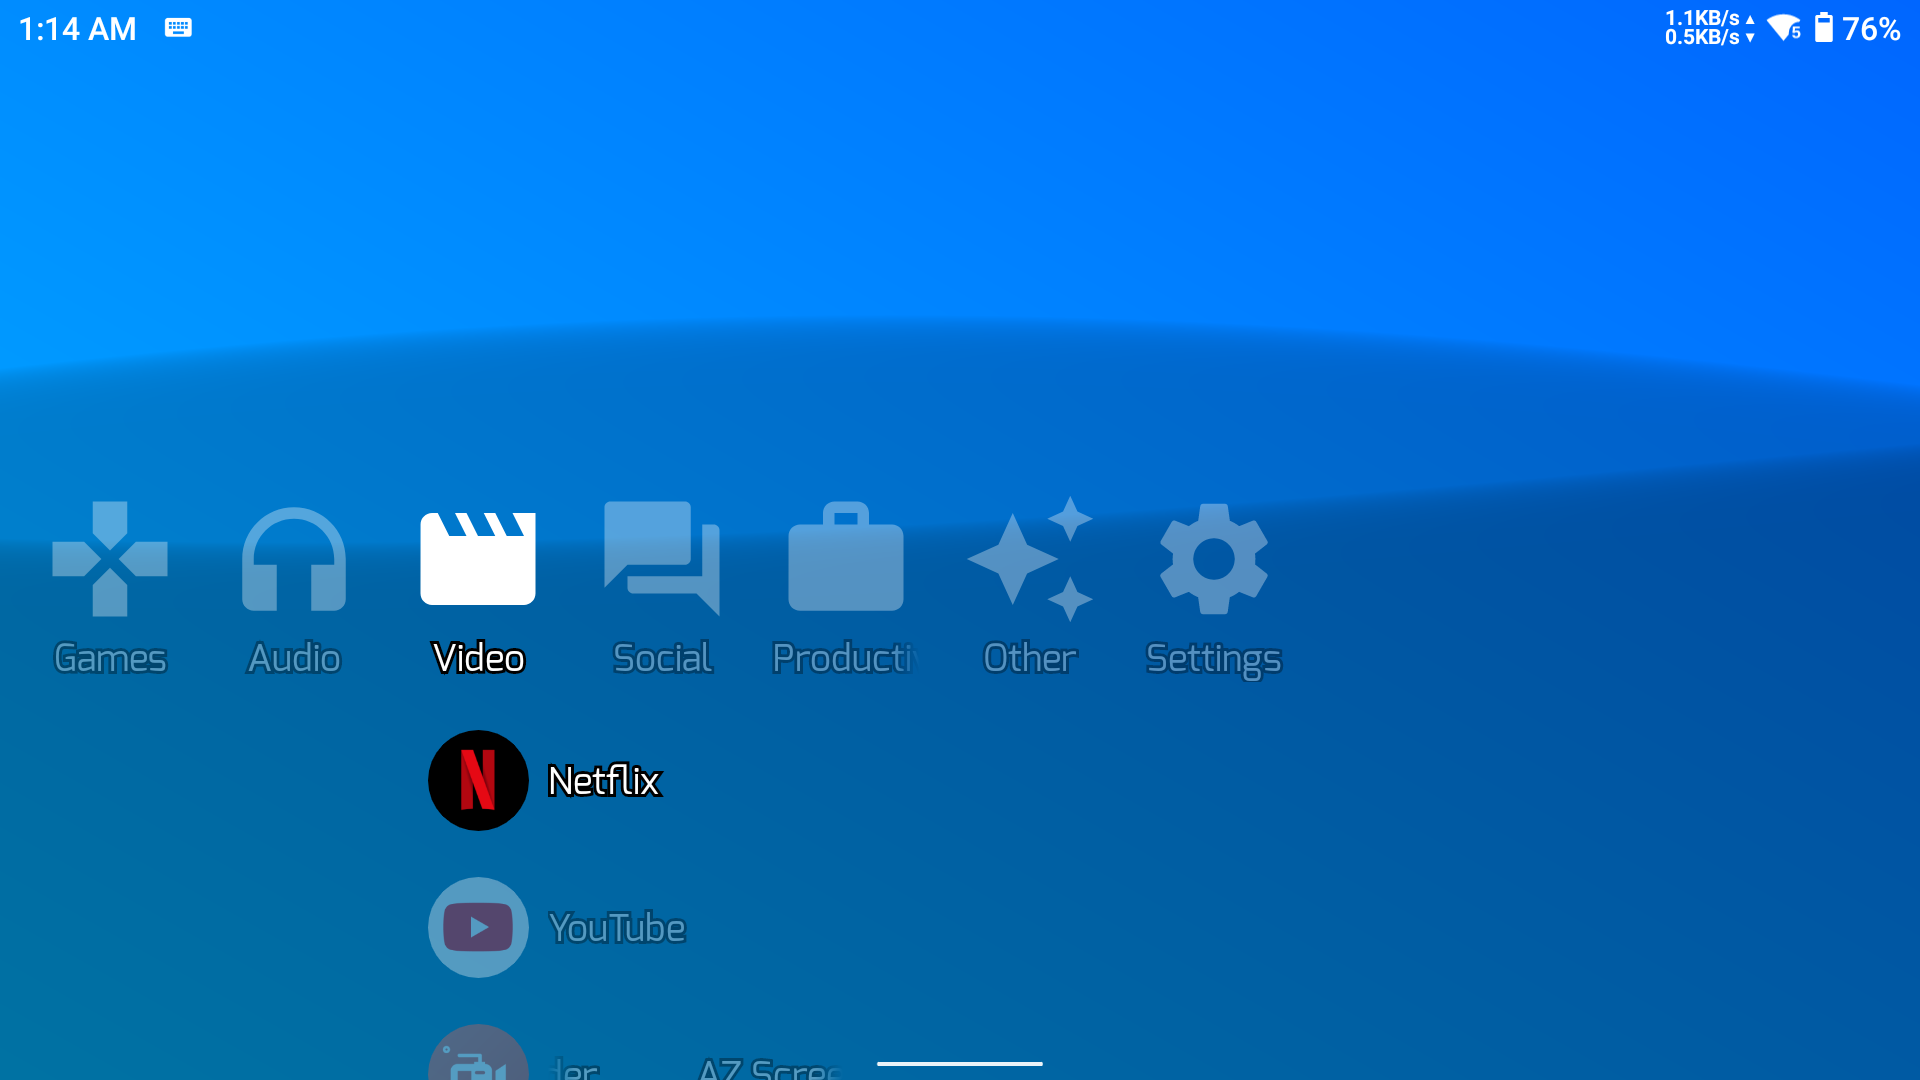 1:14 AM
1.1KB/s ▲
0.5KB/s ▼
5
76%
Games
Audio
Video
Social
Producti
Other
Settings
N
Netflix
YouTube
der AZ Scree